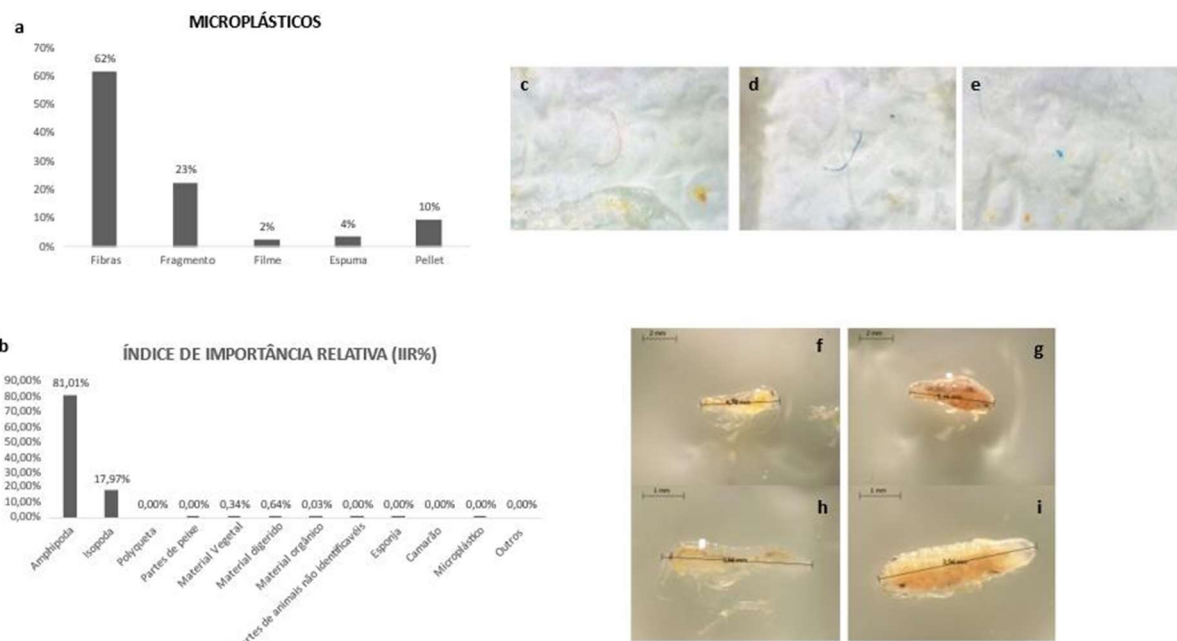 a
MICROPLÁSTICOS
70%
60%
50%
40%
30%
20%
10%
0%
62%
23%
2%
4%
10%
Fibras
Fragmento
Filme
Espuma
Pellet
c
d
e
b
ÍNDICE DE IMPORTÂNCIA RELATIVA (IIR%)
90,00%
80,00%
70,00%
60,00%
50,00%
40,00%
30,00%
20,00%
10,00%
0,00%
81,01%
17,97%
0,00%
0,00%
0,34%
0,64%
0,03%
0,00%
0,00%
0,00%
0,00%
0,00%
Amphipoda
Isopoda
Polyqueta
Partes de peixe
Material Vegetal
Material digerido
Material orgânico
de animais não identificavéis
Esponja
Camarão
Microplástico
Outros
2 mm
f
2 mm
g
1 mm
h
1 mm
i